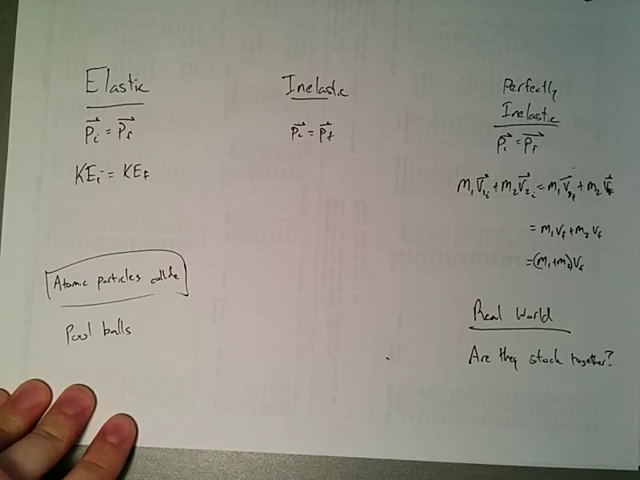 Elastic
p⃗i = p⃗f
KEi = KEf
Atomic particles collide
Pool balls
Inelastic
p⃗i = p⃗f
Perfectly
Inelastic
p⃗i = p⃗f
m₁v⃗₁i + m₂v⃗₂i = m₁v⃗f + m₂v⃗f
= m₁vf + m₂vf
= (m₁+m₂)vf
Real World
Are they stock together?